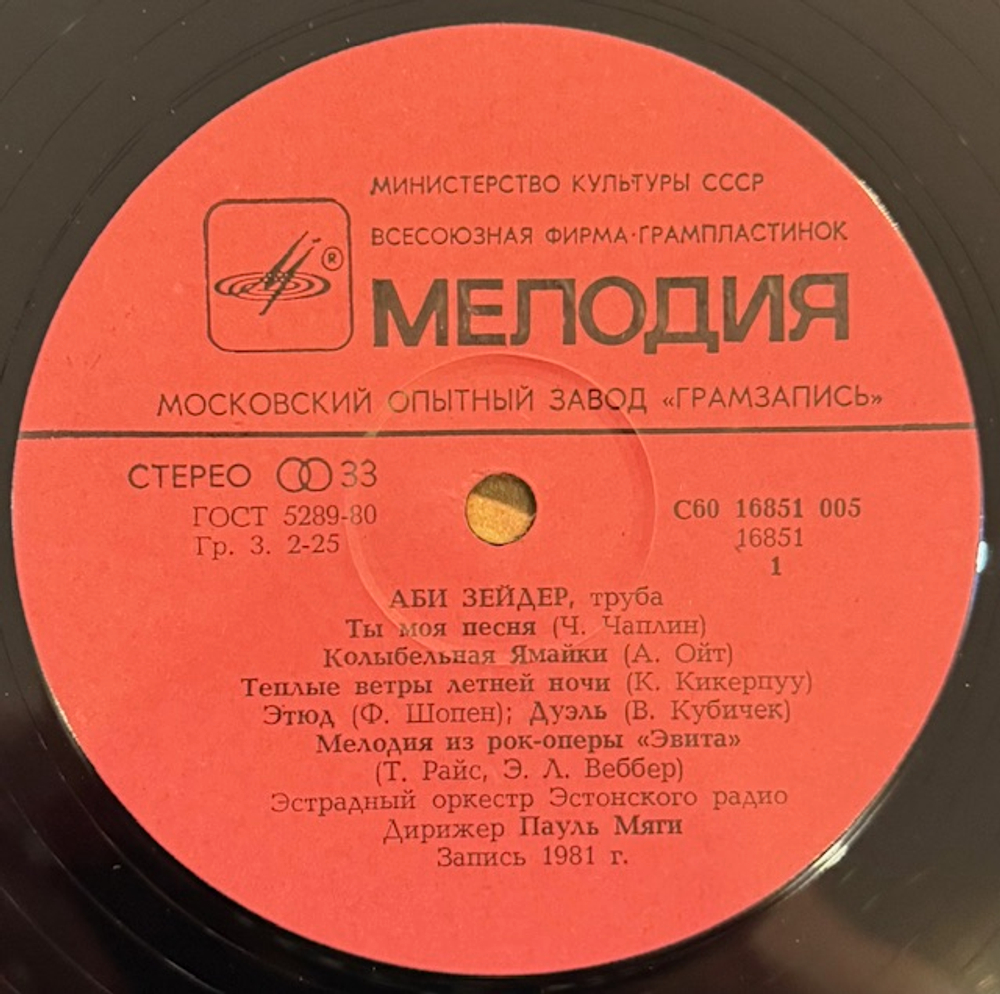 МИНИСТЕРСТВО КУЛЬТУРЫ СССР
ВСЕСОЮЗНАЯ ФИРМА·ГРАМПЛАСТИНОК
®
МЕЛОДИЯ
МОСКОВСКИЙ ОПЫТНЫЙ ЗАВОД «ГРАМЗАПИСЬ»
СТЕРЕО 33
ГОСТ 5289-80
Гр. 3. 2-25
С60 16851 005
16851
1
АБИ ЗЕЙДЕР, труба
Ты моя песня (Ч. Чаплин)
Колыбельная Ямайки (А. Ойт)
Теплые ветры летней ночи (К. Кикерпуу)
Этюд (Ф. Шопен); Дуэль (В. Кубичек)
Мелодия из рок-оперы «Эвита»
(Т. Райс, Э. Л. Веббер)
Эстрадный оркестр Эстонского радио
Дирижер Пауль Мяги
Запись 1981 г.